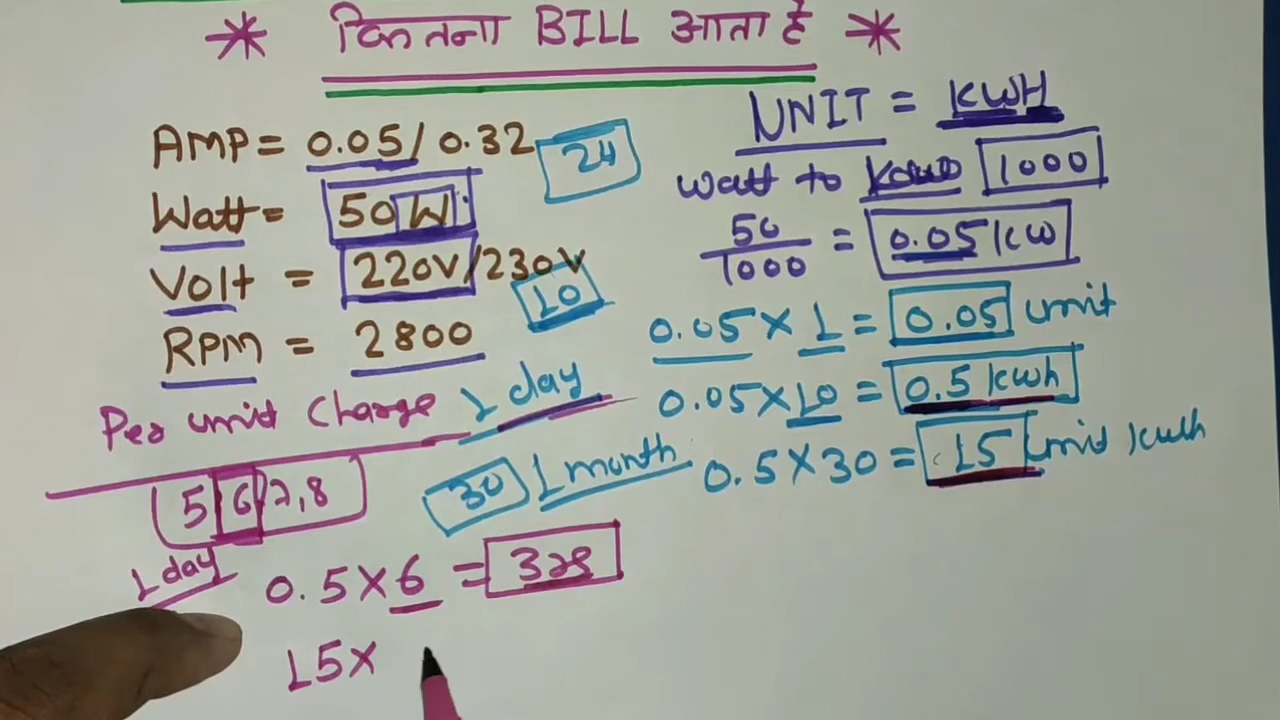 * कितना BILL आता है *
AMP = 0.05 / 0.32
24
Watt = 50 W
Volt = 220V / 230V
10
RPM = 2800
UNIT = KWH
Watt to 1000
50/1000 = 0.05 kw
0.05 × 1 = 0.05 unit
0.05 × 10 = 0.5 kwh
0.5 × 30 = 15 unit kwh
Per unit Charge 1 day
30 1 month
5 6 7,8
1 day 0.5 × 6 = 3रु
15 ×